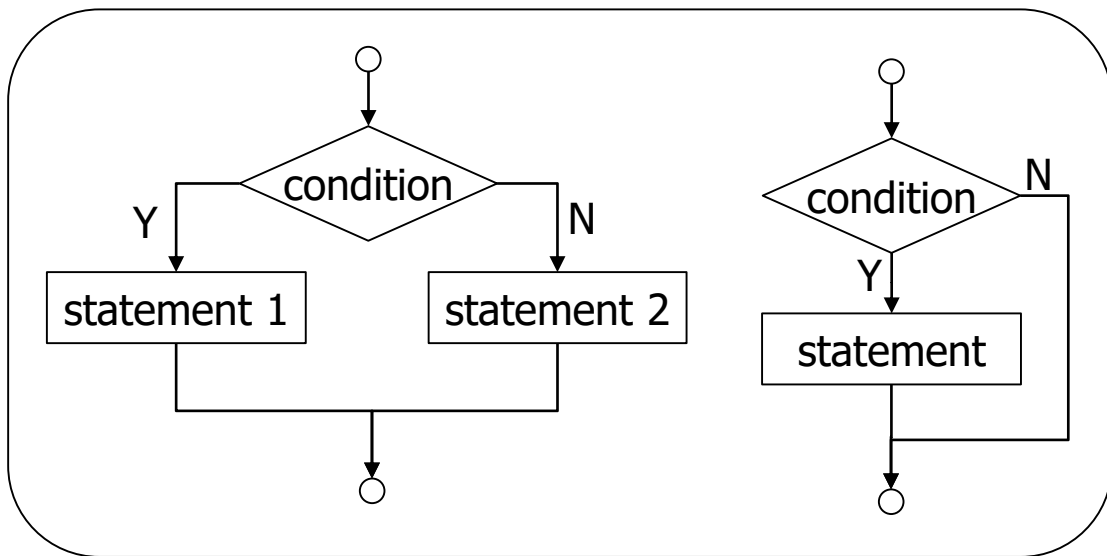 condition
Y
N
statement 1
statement 2
condition
N
Y
statement